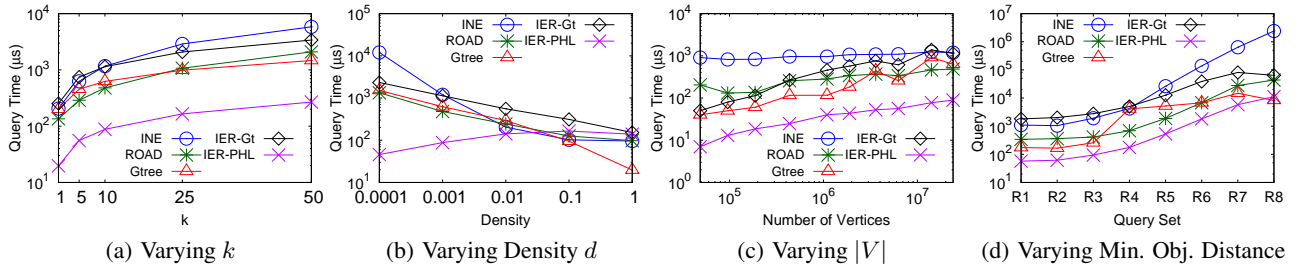 Query Time (μs)
10^4
10^3
10^2
10^1
1
5
10
25
50
k
INE
IER-Gt
ROAD
IER-PHL
Gtree
(a) Varying k
Query Time (μs)
10^5
10^4
10^3
10^2
10^1
0.0001
0.001
0.01
0.1
1
Density
INE
IER-Gt
ROAD
IER-PHL
Gtree
(b) Varying Density d
Query Time (μs)
10^4
10^3
10^2
10^1
10^0
10^5
10^6
10^7
Number of Vertices
INE
IER-Gt
ROAD
IER-PHL
Gtree
(c) Varying |V|
Query Time (μs)
10^7
10^6
10^5
10^4
10^3
10^2
10^1
R1
R2
R3
R4
R5
R6
R7
R8
Query Set
INE
IER-Gt
ROAD
IER-PHL
Gtree
(d) Varying Min. Obj. Distance